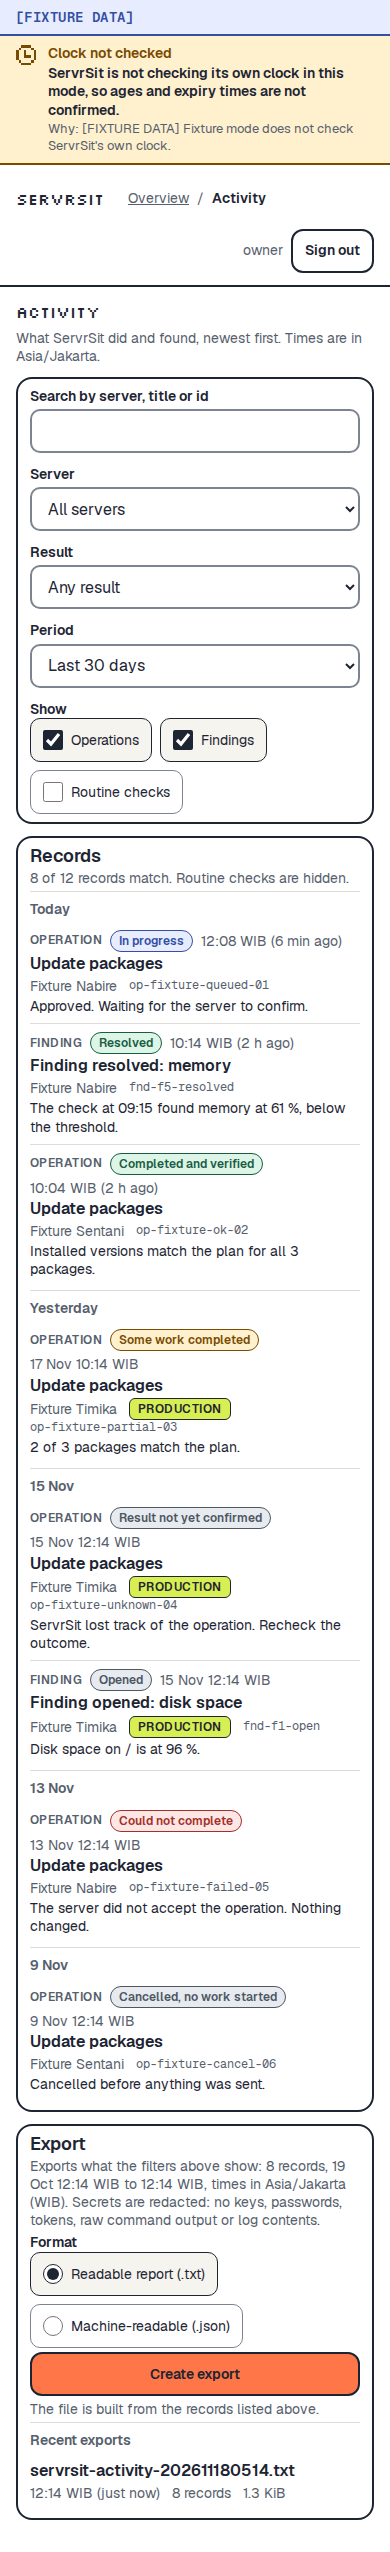 [FIXTURE DATA]
Clock not checked
ServrSit is not checking its own clock in this
mode, so ages and expiry times are not
confirmed.
Why: [FIXTURE DATA] Fixture mode does not check
ServrSit's own clock.
SERVRSIT Overview / Activity
owner Sign out
ACTIVITY
What ServrSit did and found, newest first. Times are in
Asia/Jakarta.
Search by server, title or id
Server
All servers
Result
Any result
Period
Last 30 days
Show
Operations Findings
Routine checks
Records
8 of 12 records match. Routine checks are hidden.
Today
OPERATION In progress 12:08 WIB (6 min ago)
Update packages
Fixture Nabire op-fixture-queued-01
Approved. Waiting for the server to confirm.
FINDING Resolved 10:14 WIB (2 h ago)
Finding resolved: memory
Fixture Nabire fnd-f5-resolved
The check at 09:15 found memory at 61 %, below
the threshold.
OPERATION Completed and verified
10:04 WIB (2 h ago)
Update packages
Fixture Sentani op-fixture-ok-02
Installed versions match the plan for all 3
packages.
Yesterday
OPERATION Some work completed
17 Nov 10:14 WIB
Update packages
Fixture Timika PRODUCTION
op-fixture-partial-03
2 of 3 packages match the plan.
15 Nov
OPERATION Result not yet confirmed
15 Nov 12:14 WIB
Update packages
Fixture Timika PRODUCTION
op-fixture-unknown-04
ServrSit lost track of the operation. Recheck the
outcome.
FINDING Opened 15 Nov 12:14 WIB
Finding opened: disk space
Fixture Timika PRODUCTION fnd-f1-open
Disk space on / is at 96 %.
13 Nov
OPERATION Could not complete
13 Nov 12:14 WIB
Update packages
Fixture Nabire op-fixture-failed-05
The server did not accept the operation. Nothing
changed.
9 Nov
OPERATION Cancelled, no work started
9 Nov 12:14 WIB
Update packages
Fixture Sentani op-fixture-cancel-06
Cancelled before anything was sent.
Export
Exports what the filters above show: 8 records, 19
Oct 12:14 WIB to 12:14 WIB, times in Asia/Jakarta
(WIB). Secrets are redacted: no keys, passwords,
tokens, raw command output or log contents.
Format
Readable report (.txt)
Machine-readable (.json)
Create export
The file is built from the records listed above.
Recent exports
servrsit-activity-202611180514.txt
12:14 WIB (just now) 8 records 1.3 KiB